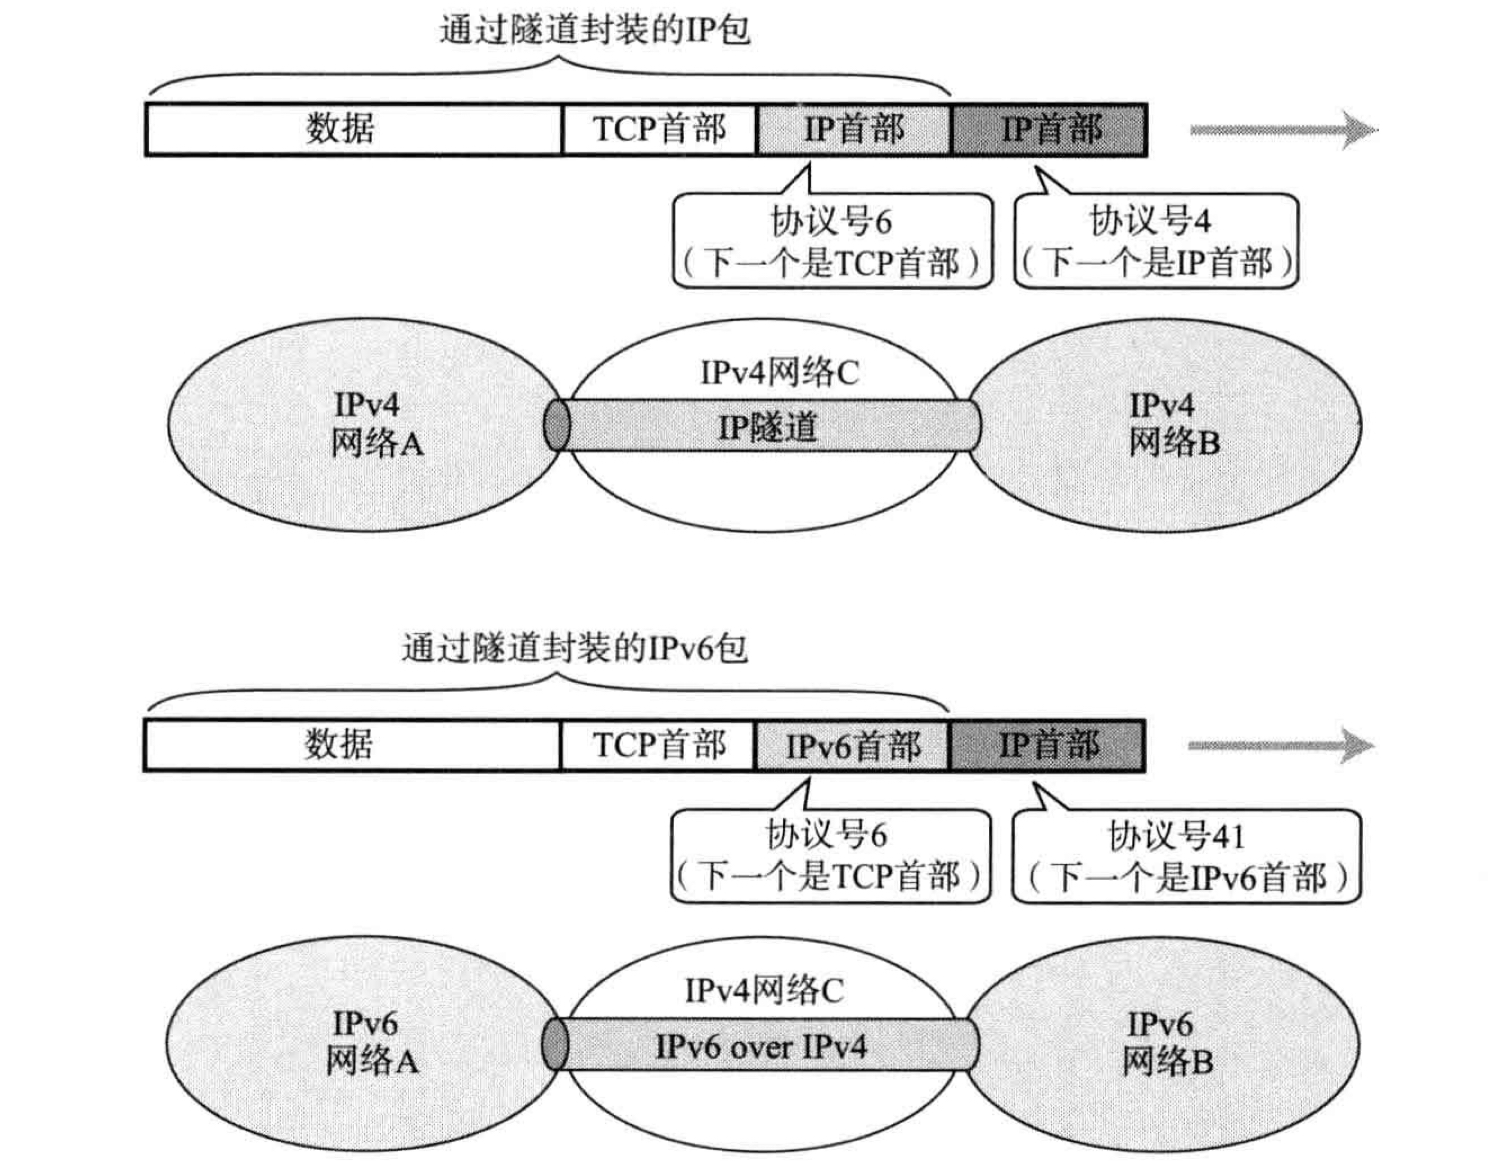 通过隧道封装的IP包
数据 TCP首部 IP首部 IP首部
协议号6
（下一个是TCP首部）
协议号4
（下一个是IP首部）
IPv4
网络A
IPv4网络C
IP隧道
IPv4
网络B
通过隧道封装的IPv6包
数据 TCP首部 IPv6首部 IP首部
协议号6
（下一个是TCP首部）
协议号41
（下一个是IPv6首部）
IPv6
网络A
IPv4网络C
IPv6 over IPv4
IPv6
网络B